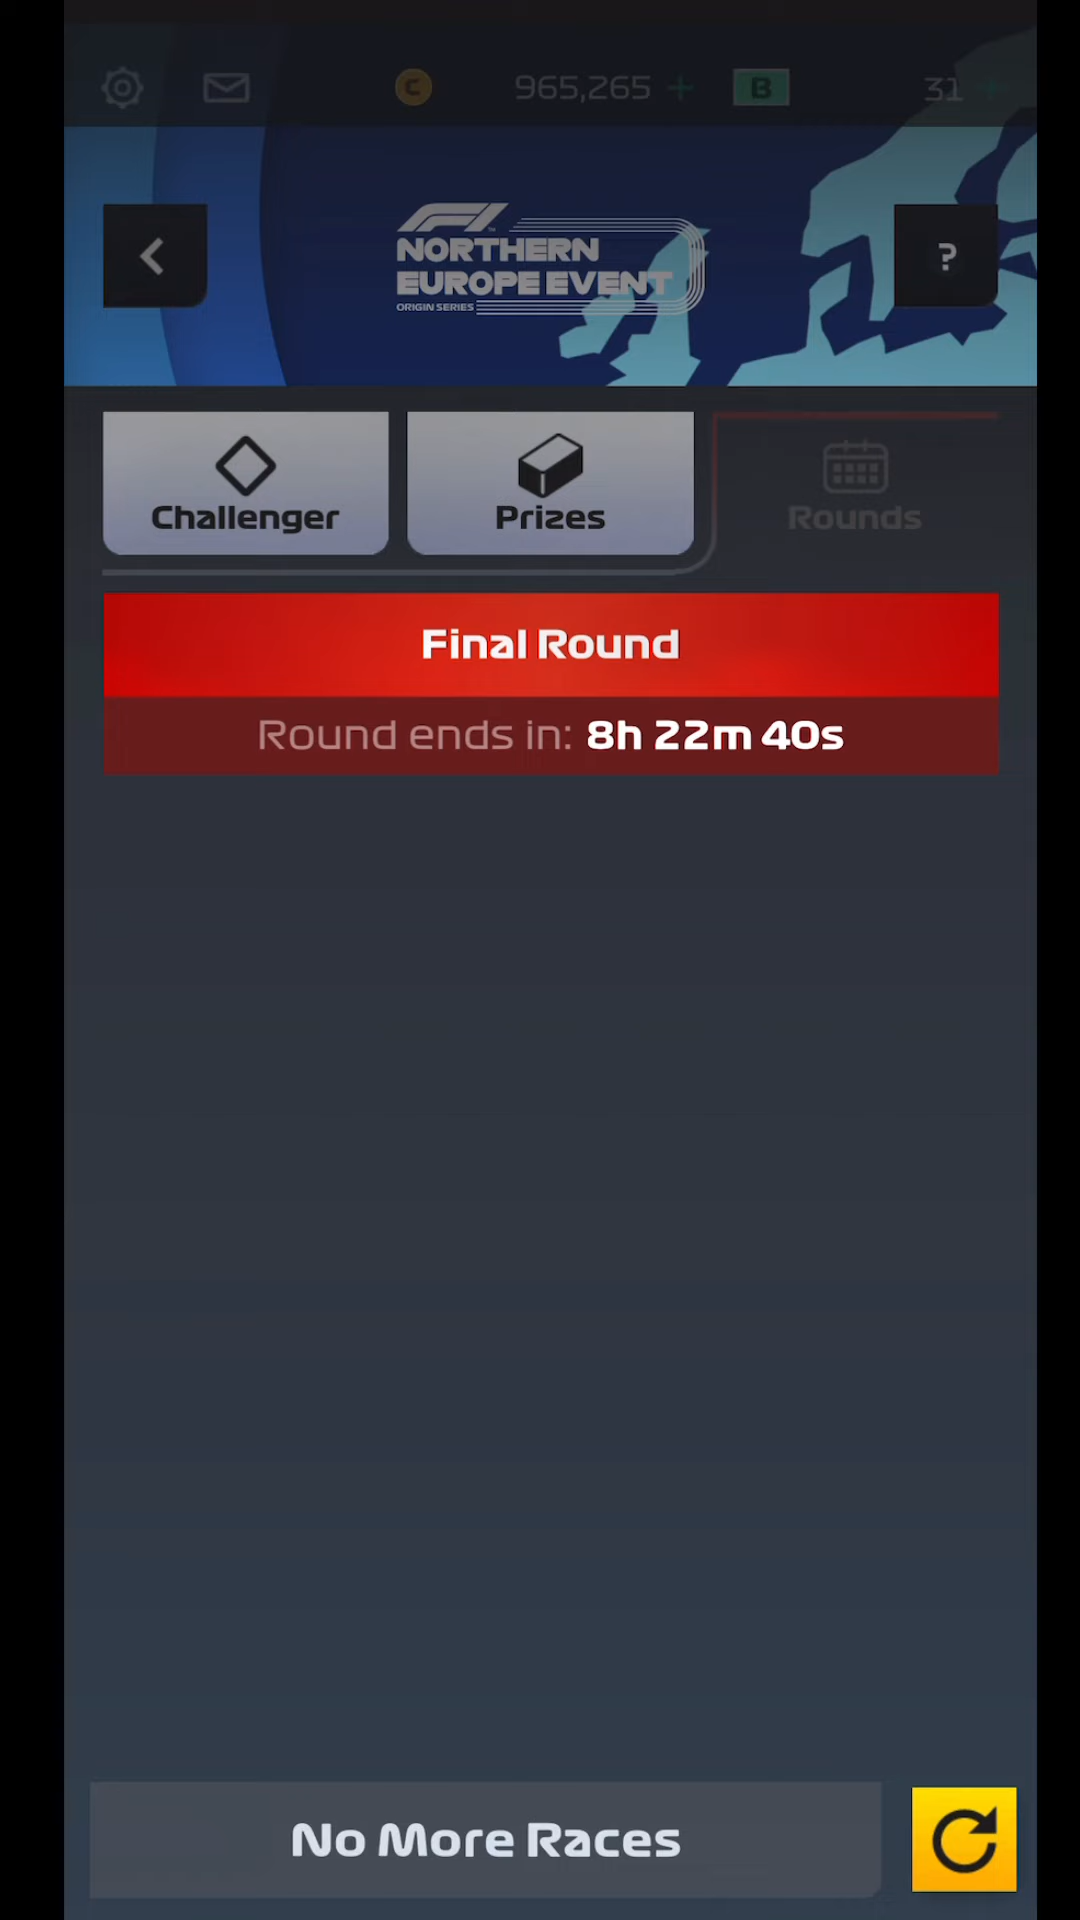 965,265 +
B
31 +
F1
NORTHERN
EUROPE EVENT
ORIGIN SERIES
?
Challenger
Prizes
Rounds
Final Round
Round ends in: 8h 22m 40s
No More Races